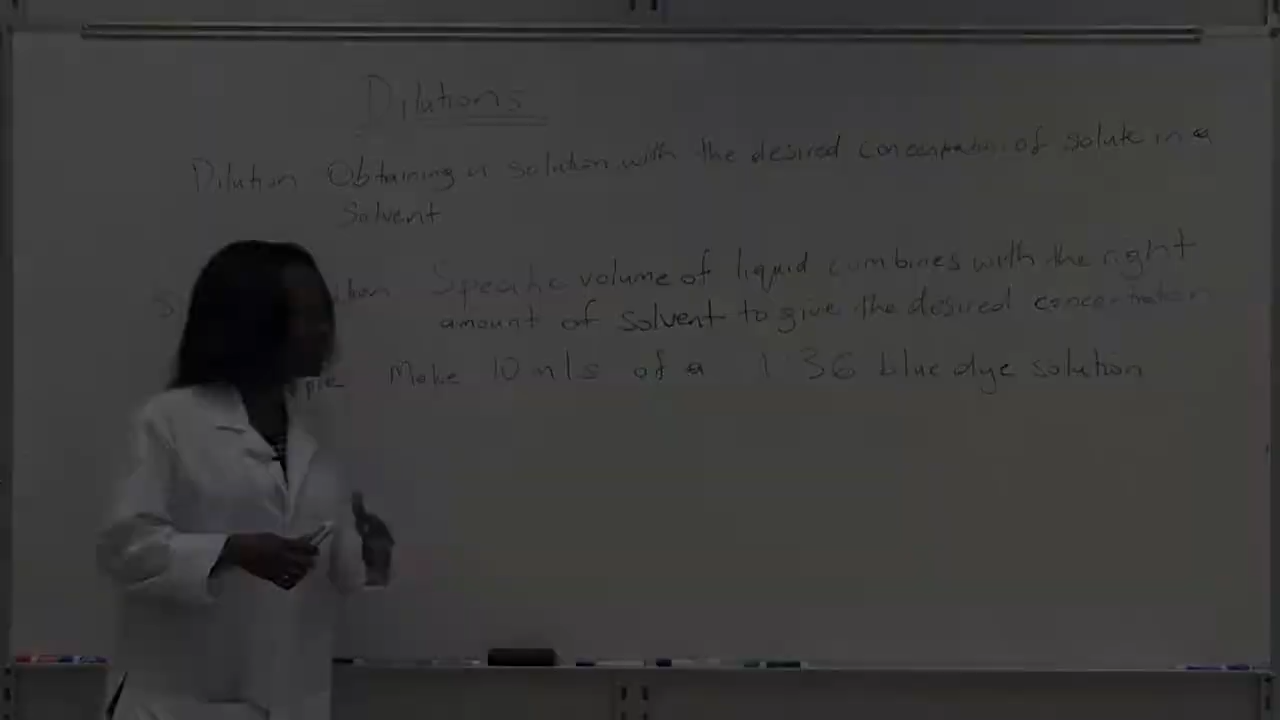 Dilutions
Dilution Obtaining a solution with the desired concentration of solute in a
Solvent
Specific volume of liquid combines with the right
amount of solvent to give the desired concentration
Make 10 mls of a 1 36 blue dye solution